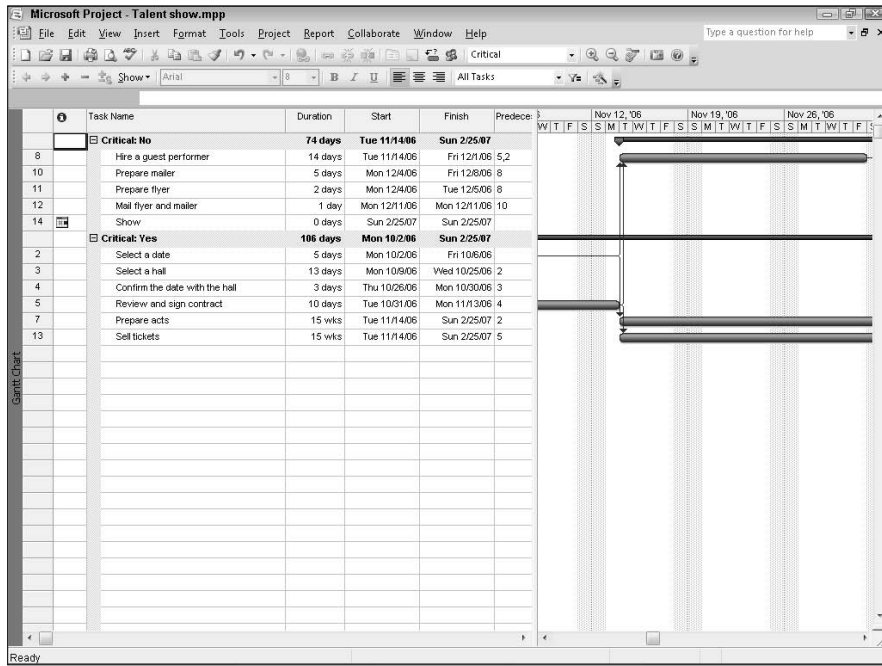 Microsoft Project - Talent show.mpp
File Edit View Insert Format Tools Project Report Collaborate Window Help Type a question for help
Critical
Show Arial 8 B I U All Tasks
Task Name Duration Start Finish Predeces Nov 12, '06 Nov 19, '06 Nov 26, '06
W T F S S M T W T F S S M T W T F S S M T W T F S
Critical: No 74 days Tue 11/14/06 Sun 2/25/07
8 Hire a guest performer 14 days Tue 11/14/06 Fri 12/1/06 5,2
10 Prepare mailer 5 days Mon 12/4/06 Fri 12/8/06 8
11 Prepare flyer 2 days Mon 12/4/06 Tue 12/5/06 8
12 Mail flyer and mailer 1 day Mon 12/11/06 Mon 12/11/06 10
14 Show 0 days Sun 2/25/07 Sun 2/25/07
Critical: Yes 106 days Mon 10/2/06 Sun 2/25/07
2 Select a date 5 days Mon 10/2/06 Fri 10/6/06
3 Select a hall 13 days Mon 10/9/06 Wed 10/25/06 2
4 Confirm the date with the hall 3 days Thu 10/26/06 Mon 10/30/06 3
5 Review and sign contract 10 days Tue 10/31/06 Mon 11/13/06 4
7 Prepare acts 15 wks Tue 11/14/06 Sun 2/25/07 2
13 Sell tickets 15 wks Tue 11/14/06 Sun 2/25/07 5
Gantt Chart
Ready